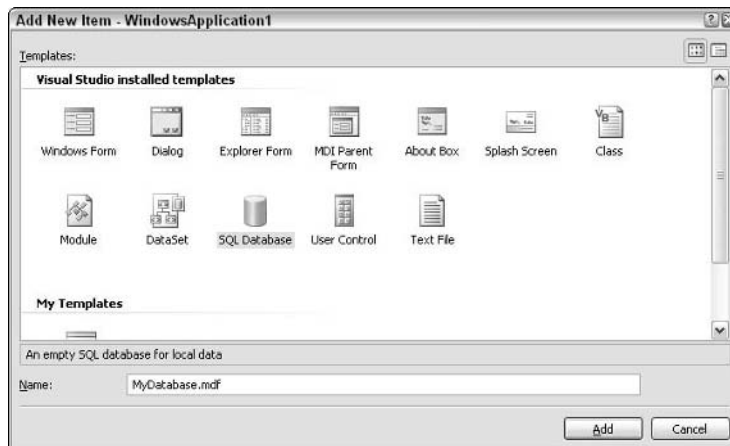 Add New Item - WindowsApplication1
Templates:
Visual Studio installed templates
Windows Form
Dialog
Explorer Form
MDI Parent Form
About Box
Splash Screen
Class
Module
DataSet
SQL Database
User Control
Text File
My Templates
An empty SQL database for local data
Name:
MyDatabase.mdf
Add
Cancel